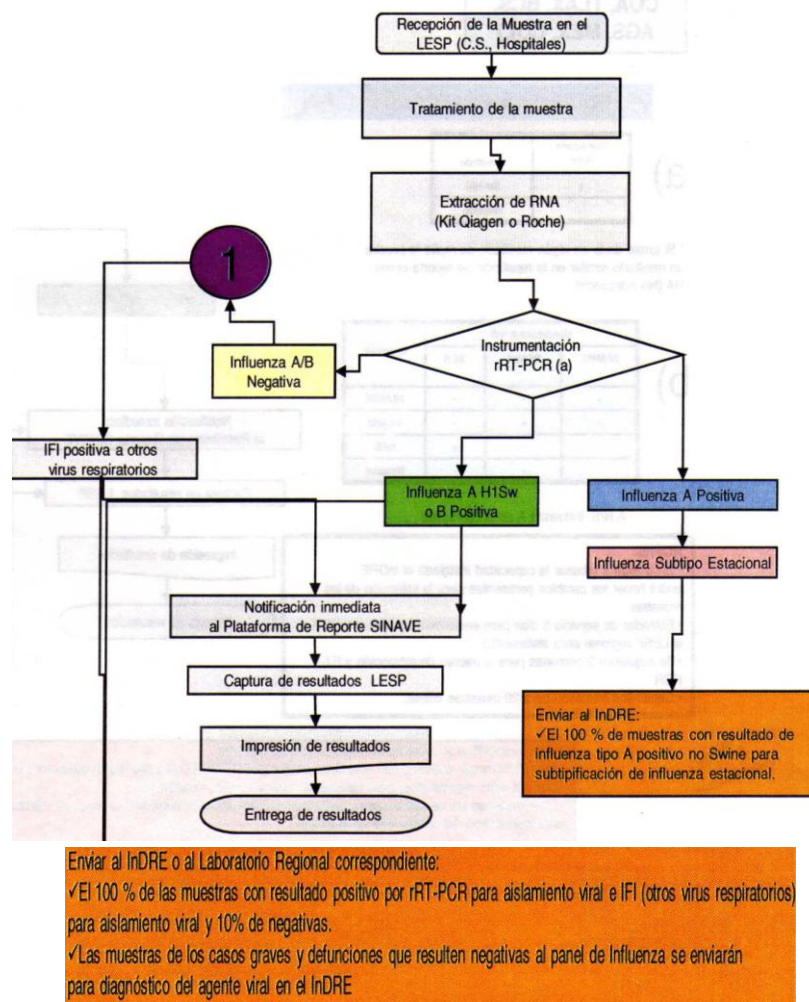 Recepción de la Muestra en el
LESP (C.S., Hospitales)
Tratamiento de la muestra
Extracción de RNA
(Kit Qiagen o Roche)
1
Instrumentación
rRT-PCR (a)
Influenza A/B
Negativa
IFI positiva a otros
virus respiratorios
Influenza A H1Sw
o B Positiva
Influenza A Positiva
Influenza Subtipo Estacional
Notificación inmediata
al Plataforma de Reporte SINAVE
Captura de resultados LESP
Impresión de resultados
Entrega de resultados
Enviar al InDRE:
✓El 100 % de muestras con resultado de
influenza tipo A positivo no Swine para
subtipificación de influenza estacional.
Enviar al InDRE o al Laboratorio Regional correspondiente:
✓El 100 % de las muestras con resultado positivo por rRT-PCR para aislamiento viral e IFI (otros virus respiratorios)
para aislamiento viral y 10% de negativas.
✓Las muestras de los casos graves y defunciones que resulten negativas al panel de Influenza se enviarán
para diagnóstico del agente viral en el InDRE